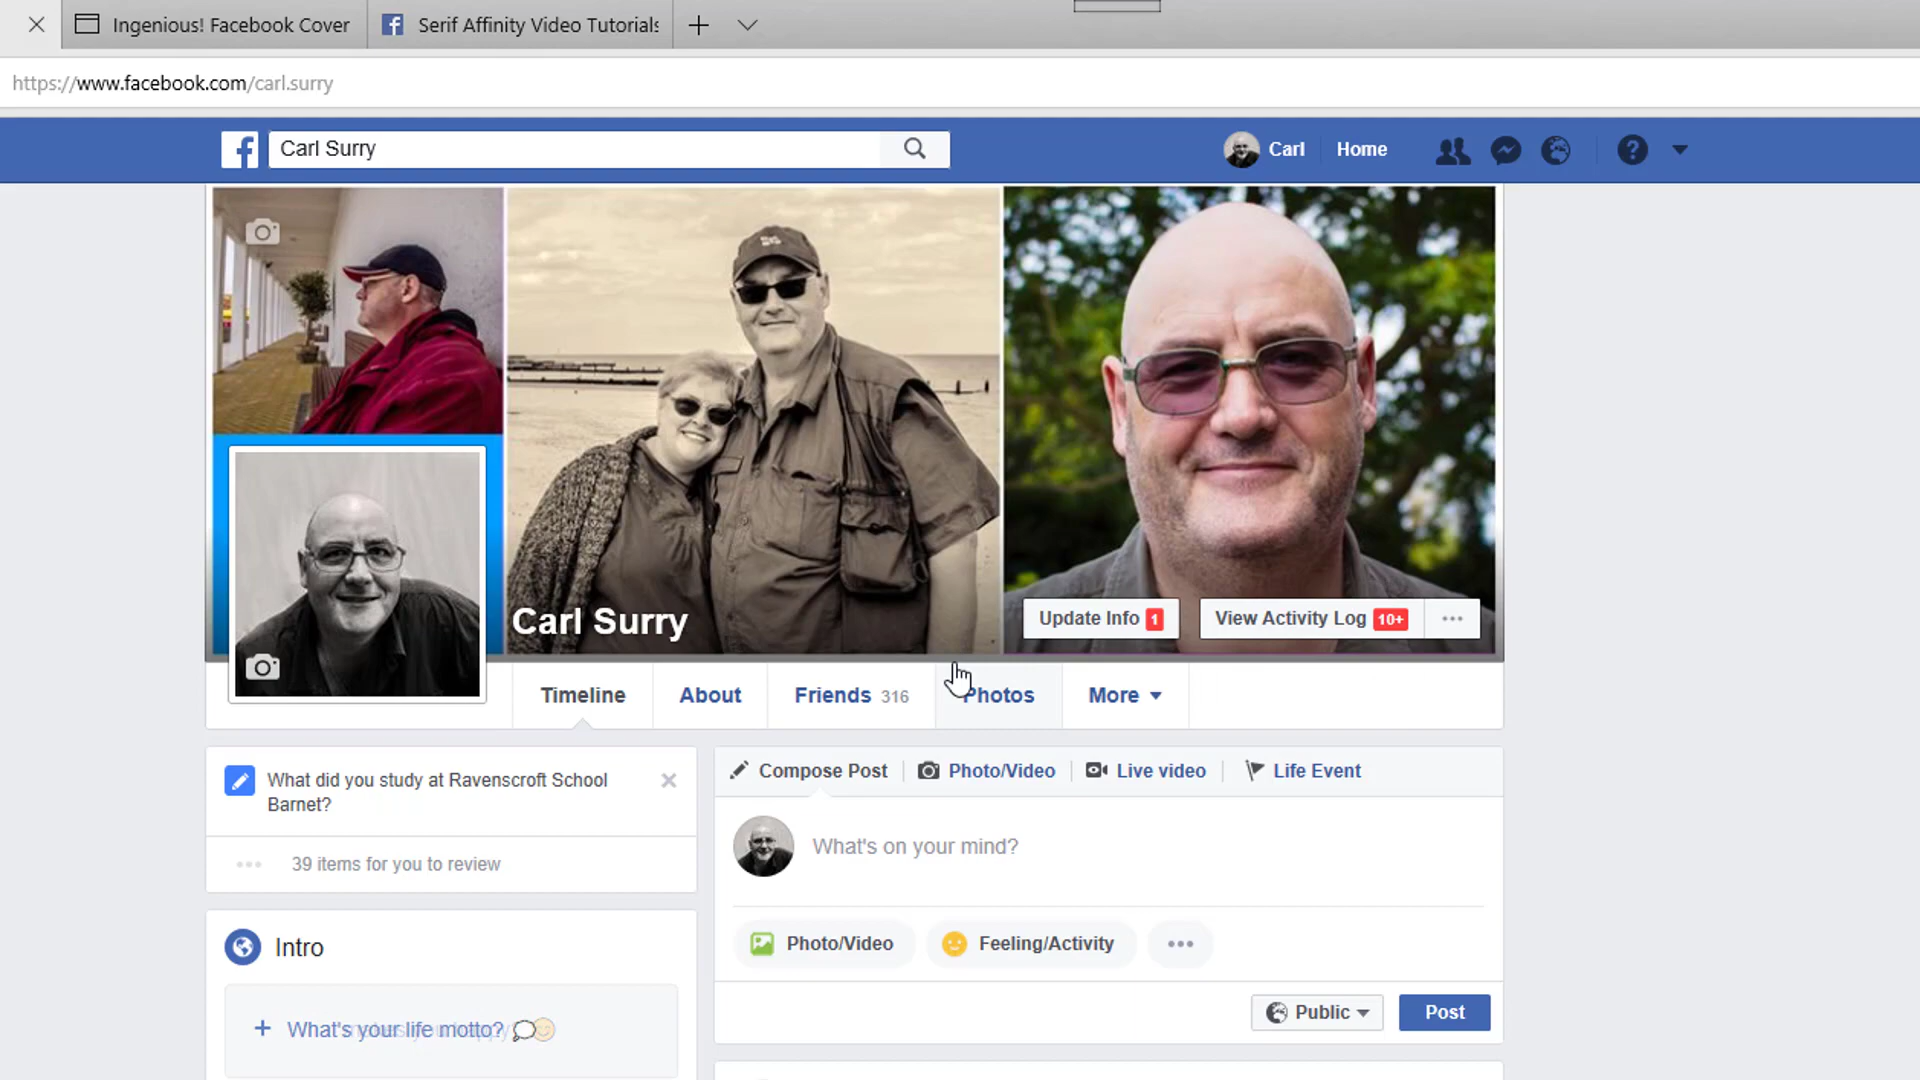 Ingenious! Facebook Cover
Serif Affinity Video Tutorials
https://www.facebook.com/carl.surry
Carl Surry
Carl
Home
Carl Surry
Update Info 1
View Activity Log 10+
Timeline
About
Friends 316
Photos
More
What did you study at Ravenscroft School
Barnet?
39 items for you to review
Compose Post
Photo/Video
Live video
Life Event
What's on your mind?
Photo/Video
Feeling/Activity
Intro
+ What's your life motto?
Public
Post